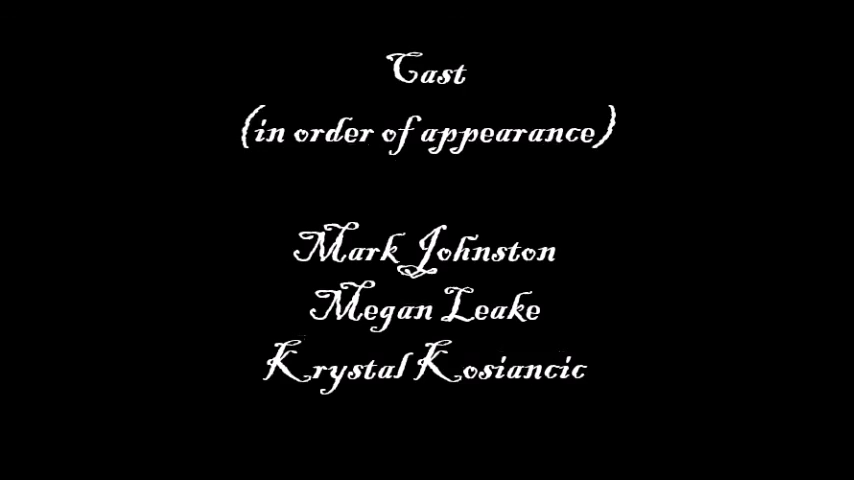 Cast
(in order of appearance)
Mark Johnston
Megan Leake
Krystal Kosiancic